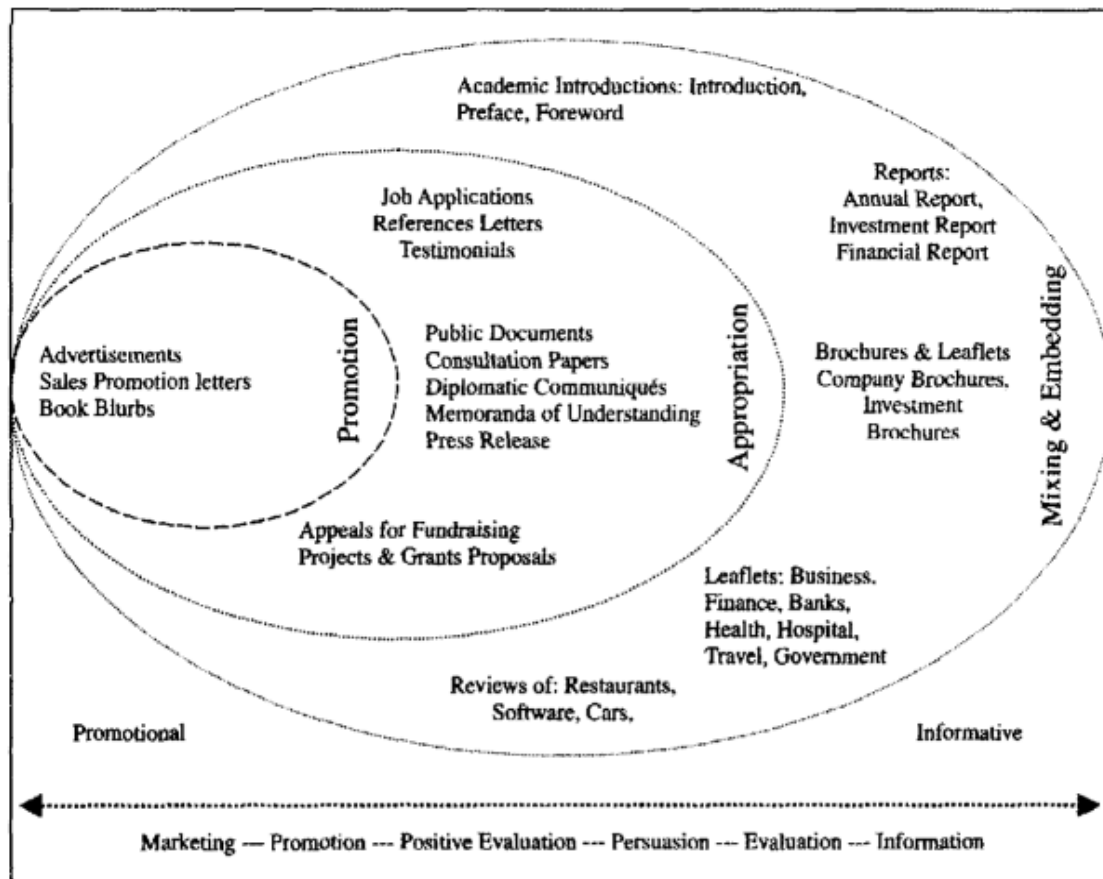 Academic Introductions: Introduction,
Preface, Foreword
Reports:
Annual Report,
Investment Report
Financial Report
Job Applications
References Letters
Testimonials
Advertisements
Sales Promotion letters
Book Blurbs
Promotion
Public Documents
Consultation Papers
Diplomatic Communiqués
Memoranda of Understanding
Press Release
Appropriation
Brochures & Leaflets
Company Brochures.
Investment
Brochures
Mixing & Embedding
Appeals for Fundraising
Projects & Grants Proposals
Leaflets: Business.
Finance, Banks,
Health, Hospital,
Travel, Government
Reviews of: Restaurants,
Software, Cars,
Promotional
Informative
Marketing --- Promotion --- Positive Evaluation --- Persuasion --- Evaluation --- Information